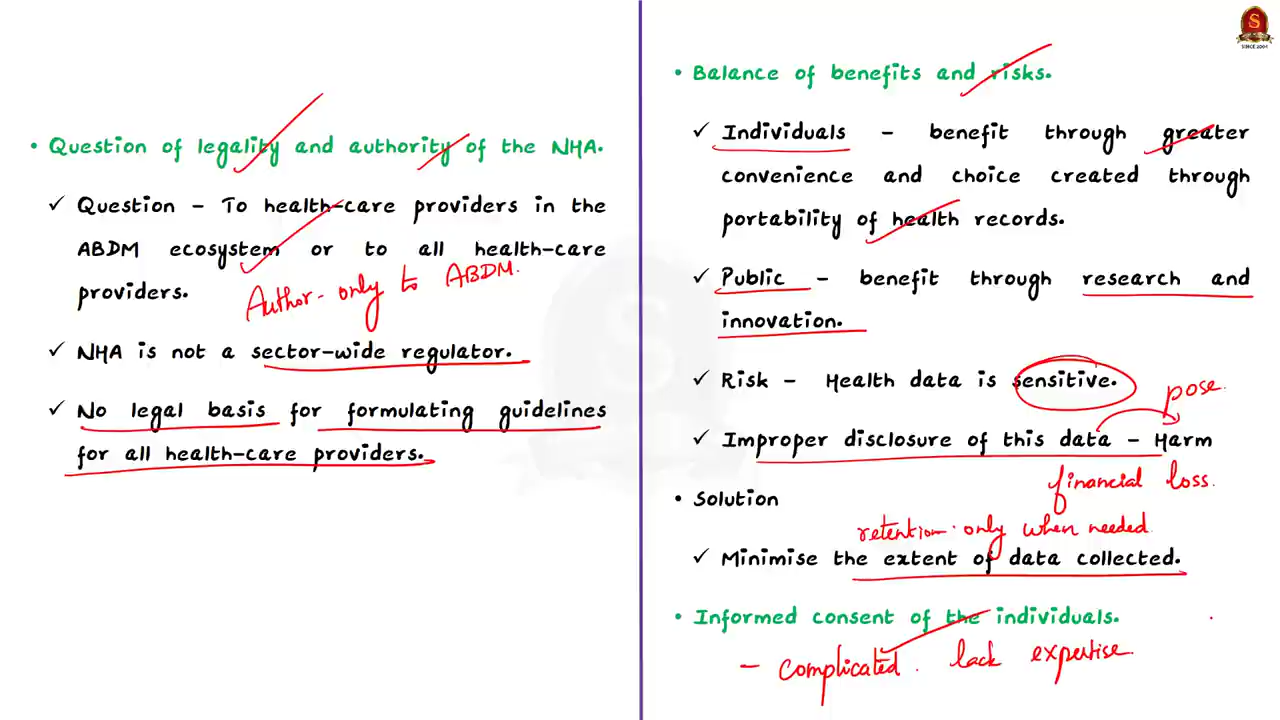 • Question of legality and authority of the NHA.
✓ Question - To health-care providers in the
ABDM ecosystem or to all health-care
providers.
Author - only to ABDM.
✓ NHA is not a sector-wide regulator.
✓ No legal basis for formulating guidelines
for all health-care providers.
S
SINCE 2004
• Balance of benefits and risks.
✓ Individuals - benefit through greater
convenience and choice created through
portability of health records.
✓ Public - benefit through research and
innovation.
✓ Risk - Health data is sensitive.
pose
✓ Improper disclosure of this data - Harm
financial loss.
• Solution
retention - only when needed
✓ Minimise the extent of data collected.
• Informed consent of the individuals.
- complicated. lack expertise.